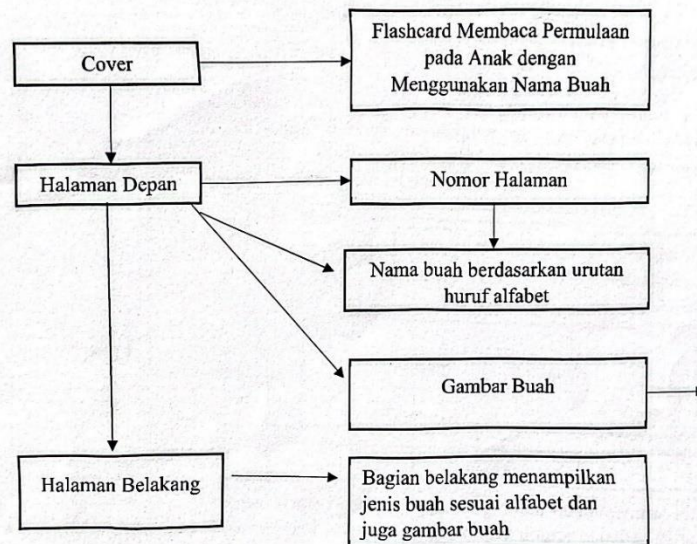 Cover
Flashcard Membaca Permulaan
pada Anak dengan
Menggunakan Nama Buah
Halaman Depan
Nomor Halaman
Nama buah berdasarkan urutan
huruf alfabet
Gambar Buah
Halaman Belakang
Bagian belakang menampilkan
jenis buah sesuai alfabet dan
juga gambar buah